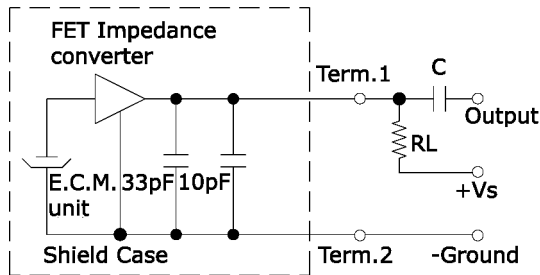 FET Impedance
converter
Term.1
C
Output
RL
E.C.M.
unit
33pF
10pF
+Vs
Shield Case
Term.2
-Ground